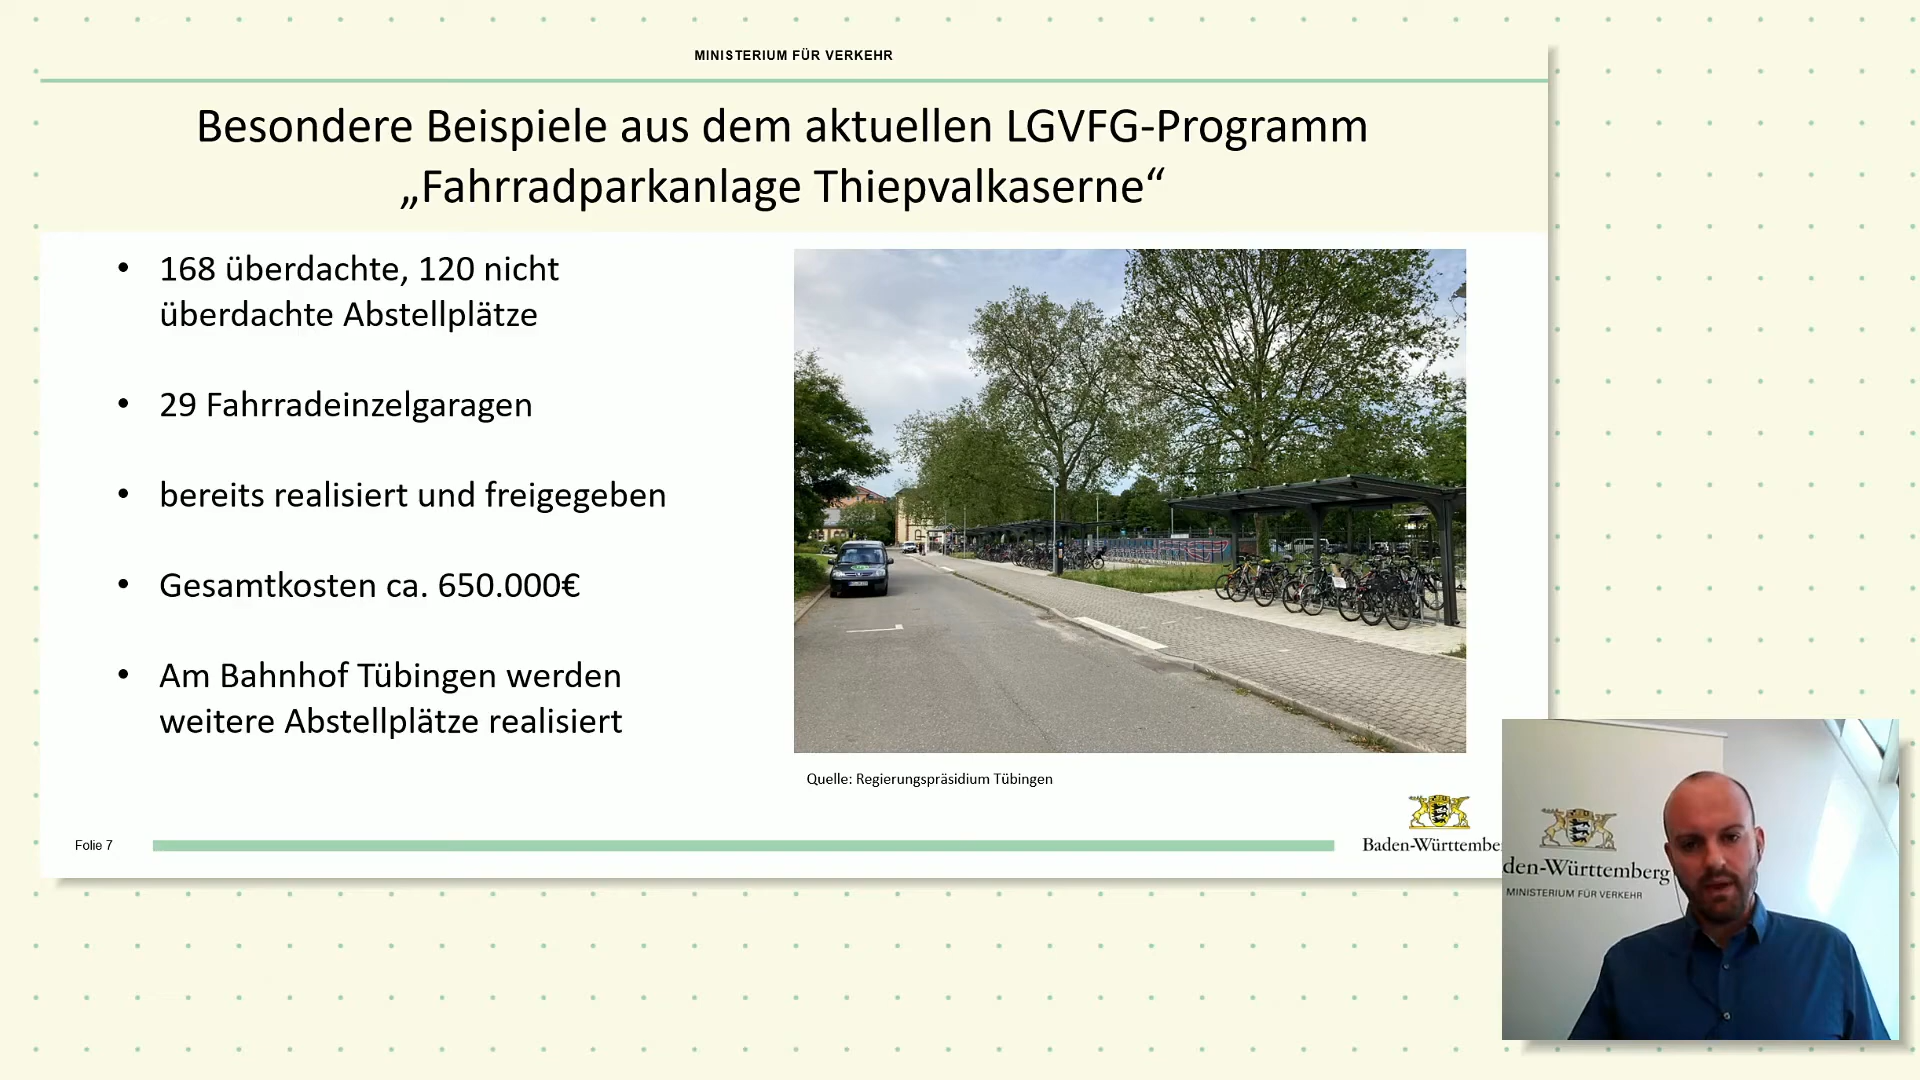 MINISTERIUM FÜR VERKEHR
Besondere Beispiele aus dem aktuellen LGVFG-Programm
„Fahrradparkanlage Thiepvalkaserne“
• 168 überdachte, 120 nicht
überdachte Abstellplätze
• 29 Fahrradeinzelgaragen
• bereits realisiert und freigegeben
• Gesamtkosten ca. 650.000€
• Am Bahnhof Tübingen werden
weitere Abstellplätze realisiert
Quelle: Regierungspräsidium Tübingen
Folie 7
Baden-Württembe
den-Württemberg
MINISTERIUM FÜR VERKEHR